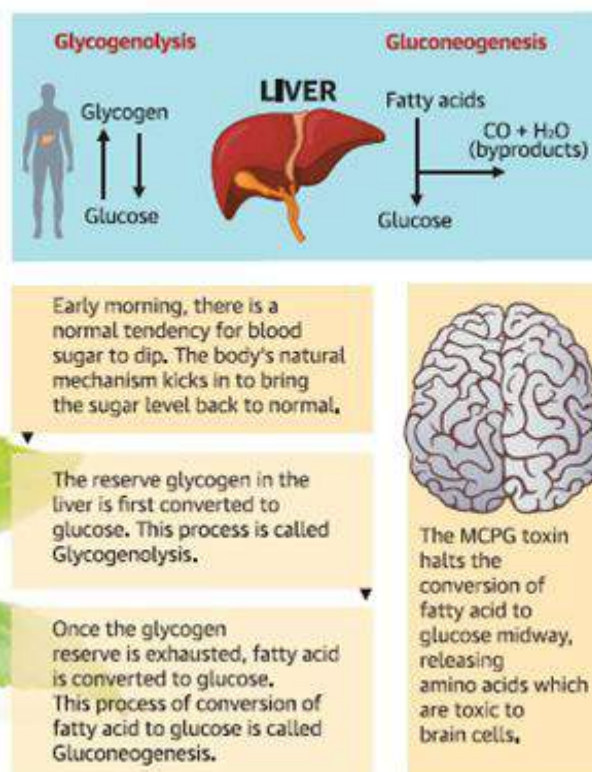 Glycogenolysis
Glycogen
Glucose
LIVER
Gluconeogenesis
Fatty acids
CO + H₂O
(byproducts)
Glucose
Early morning, there is a
normal tendency for blood
sugar to dip. The body's natural
mechanism kicks in to bring
the sugar level back to normal.
The reserve glycogen in the
liver is first converted to
glucose. This process is called
Glycogenolysis.
Once the glycogen
reserve is exhausted, fatty acid
is converted to glucose.
This process of conversion of
fatty acid to glucose is called
Gluconeogenesis.
The MCPG toxin
halts the
conversion of
fatty acid to
glucose midway,
releasing
amino acids which
are toxic to
brain cells.